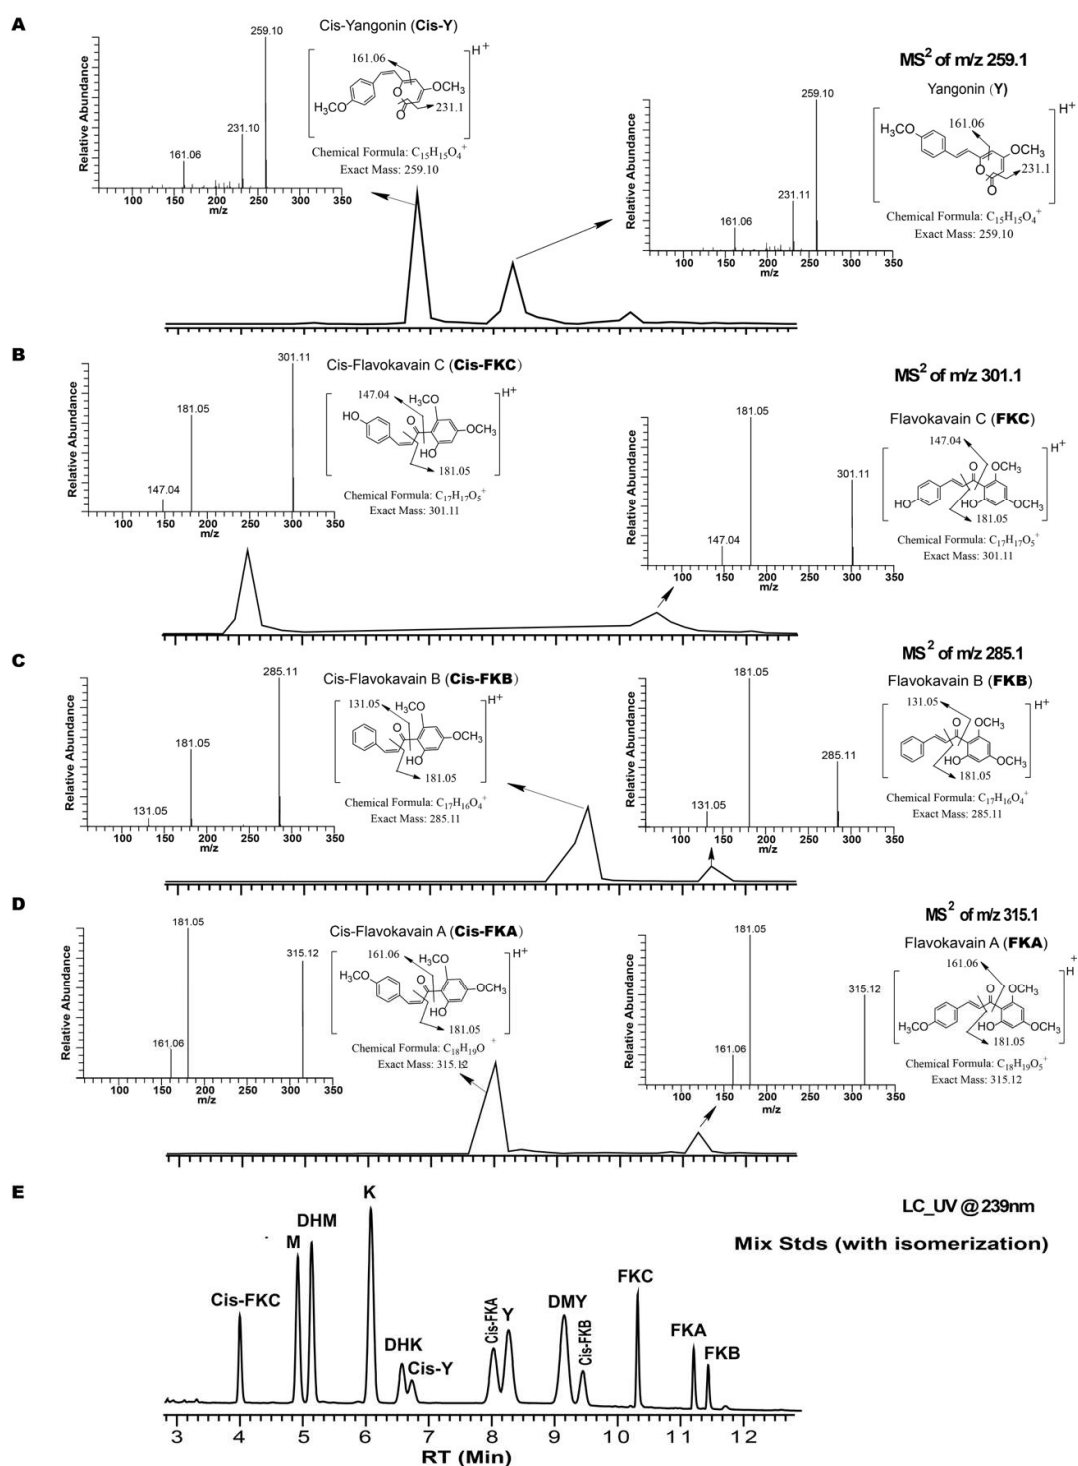 A
Cis-Yangonin (Cis-Y)
259.10
231.10
161.06
Relative Abundance
100 150 200 250 300 350
m/z
161.06
H+
OCH₃
H₃CO
O
O
231.1
Chemical Formula: C₁₅H₁₅O₄⁺
Exact Mass: 259.10
MS² of m/z 259.1
Yangonin (Y)
259.10
231.11
161.06
Relative Abundance
100 150 200 250 300 350
m/z
H₃CO
161.06
H+
OCH₃
O
O
231.1
Chemical Formula: C₁₅H₁₅O₄⁺
Exact Mass: 259.10
B
Cis-Flavokavain C (Cis-FKC)
301.11
181.05
147.04
Relative Abundance
100 150 200 250 300 350
m/z
147.04
H₃CO
H+
HO
O
OCH₃
HO
181.05
Chemical Formula: C₁₇H₁₇O₅⁺
Exact Mass: 301.11
MS² of m/z 301.1
Flavokavain C (FKC)
181.05
301.11
147.04
Relative Abundance
100 150 200 250 300 350
m/z
147.04
H+
O
OCH₃
HO
HO
OCH₃
181.05
Chemical Formula: C₁₇H₁₇O₅⁺
Exact Mass: 301.11
C
Cis-Flavokavain B (Cis-FKB)
285.11
181.05
131.05
Relative Abundance
100 150 200 250 300 350
m/z
131.05
H₃CO
H+
O
OCH₃
HO
181.05
Chemical Formula: C₁₇H₁₆O₄⁺
Exact Mass: 285.11
MS² of m/z 285.1
Flavokavain B (FKB)
181.05
285.11
131.05
Relative Abundance
100 150 200 250 300 350
m/z
131.05
H+
O
OCH₃
HO
OCH₃
181.05
Chemical Formula: C₁₇H₁₆O₄⁺
Exact Mass: 285.11
D
Cis-Flavokavain A (Cis-FKA)
181.05
315.12
161.06
Relative Abundance
100 150 200 250 300 350
m/z
161.06
H₃CO
H+
H₃CO
O
OCH₃
HO
181.05
Chemical Formula: C₁₈H₁₉O ⁺
Exact Mass: 315.12
MS² of m/z 315.1
Flavokavain A (FKA)
181.05
315.12
161.06
Relative Abundance
100 150 200 250 300 350
m/z
161.06
H+
O
OCH₃
H₃CO
HO
OCH₃
181.05
Chemical Formula: C₁₈H₁₉O₅⁺
Exact Mass: 315.12
E
LC_UV @ 239nm
Mix Stds (with isomerization)
Cis-FKC
M
DHM
K
DHK
Cis-Y
Cis-FKA
Y
DMY
Cis-FKB
FKC
FKA
FKB
3 4 5 6 7 8 9 10 11 12
RT (Min)